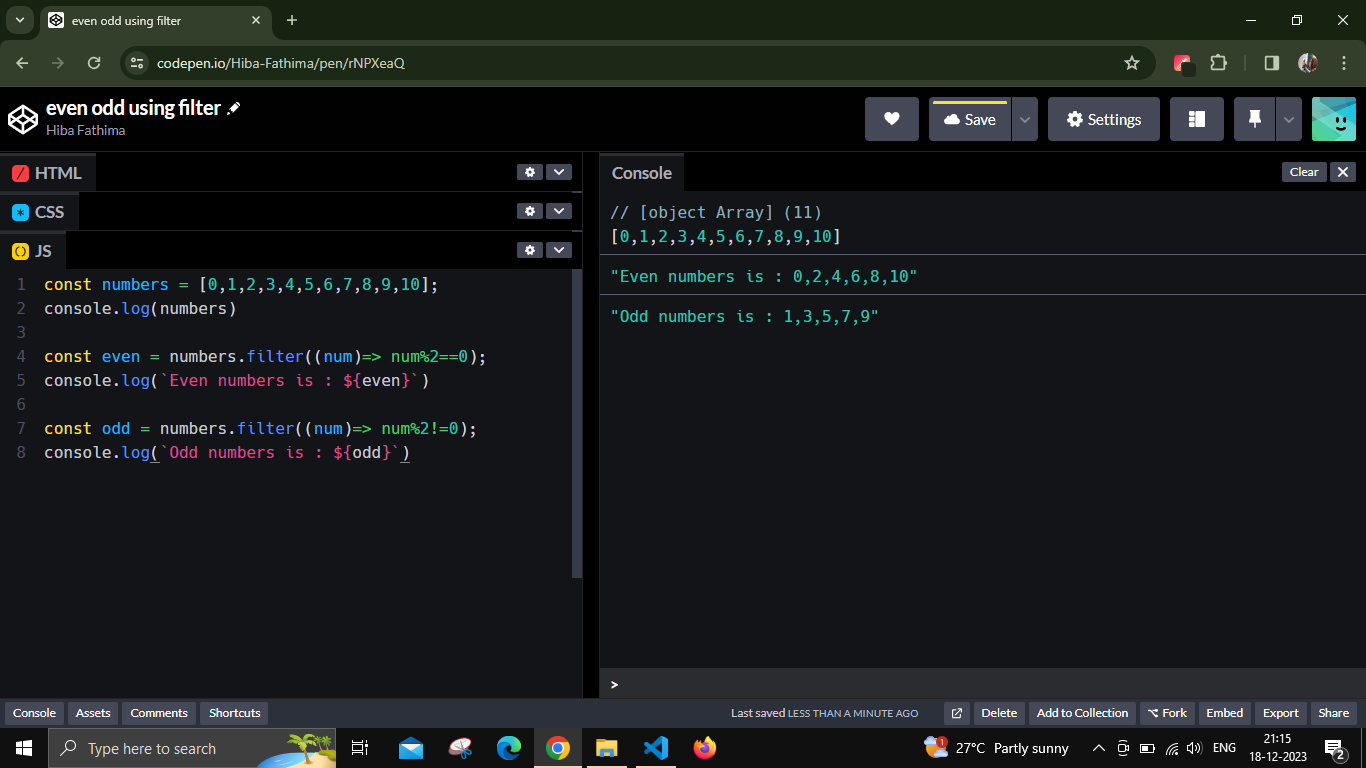 even odd using filter
codepen.io/Hiba-Fathima/pen/rNPXeaQ
even odd using filter
Hiba Fathima
Save
Settings
HTML
CSS
JS
1 const numbers = [0,1,2,3,4,5,6,7,8,9,10];
2 console.log(numbers)
3
4 const even = numbers.filter((num)=> num%2==0);
5 console.log(`Even numbers is : ${even}`)
6
7 const odd = numbers.filter((num)=> num%2!=0);
8 console.log(`Odd numbers is : ${odd}`)
Console
Clear
// [object Array] (11)
[0,1,2,3,4,5,6,7,8,9,10]
"Even numbers is : 0,2,4,6,8,10"
"Odd numbers is : 1,3,5,7,9"
>
Console Assets Comments Shortcuts
Last saved LESS THAN A MINUTE AGO
Delete Add to Collection Fork Embed Export Share
Type here to search
1
27°C Partly sunny
ENG
21:15
18-12-2023
2